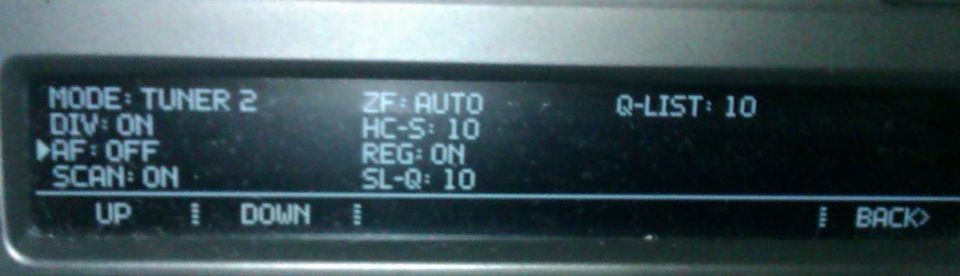 MODE: TUNER 2 ZF: AUTO Q-LIST: 10
DIV: ON HC-S: 10
AF: OFF REG: ON
SCAN: ON SL-Q: 10
UP DOWN BACK>